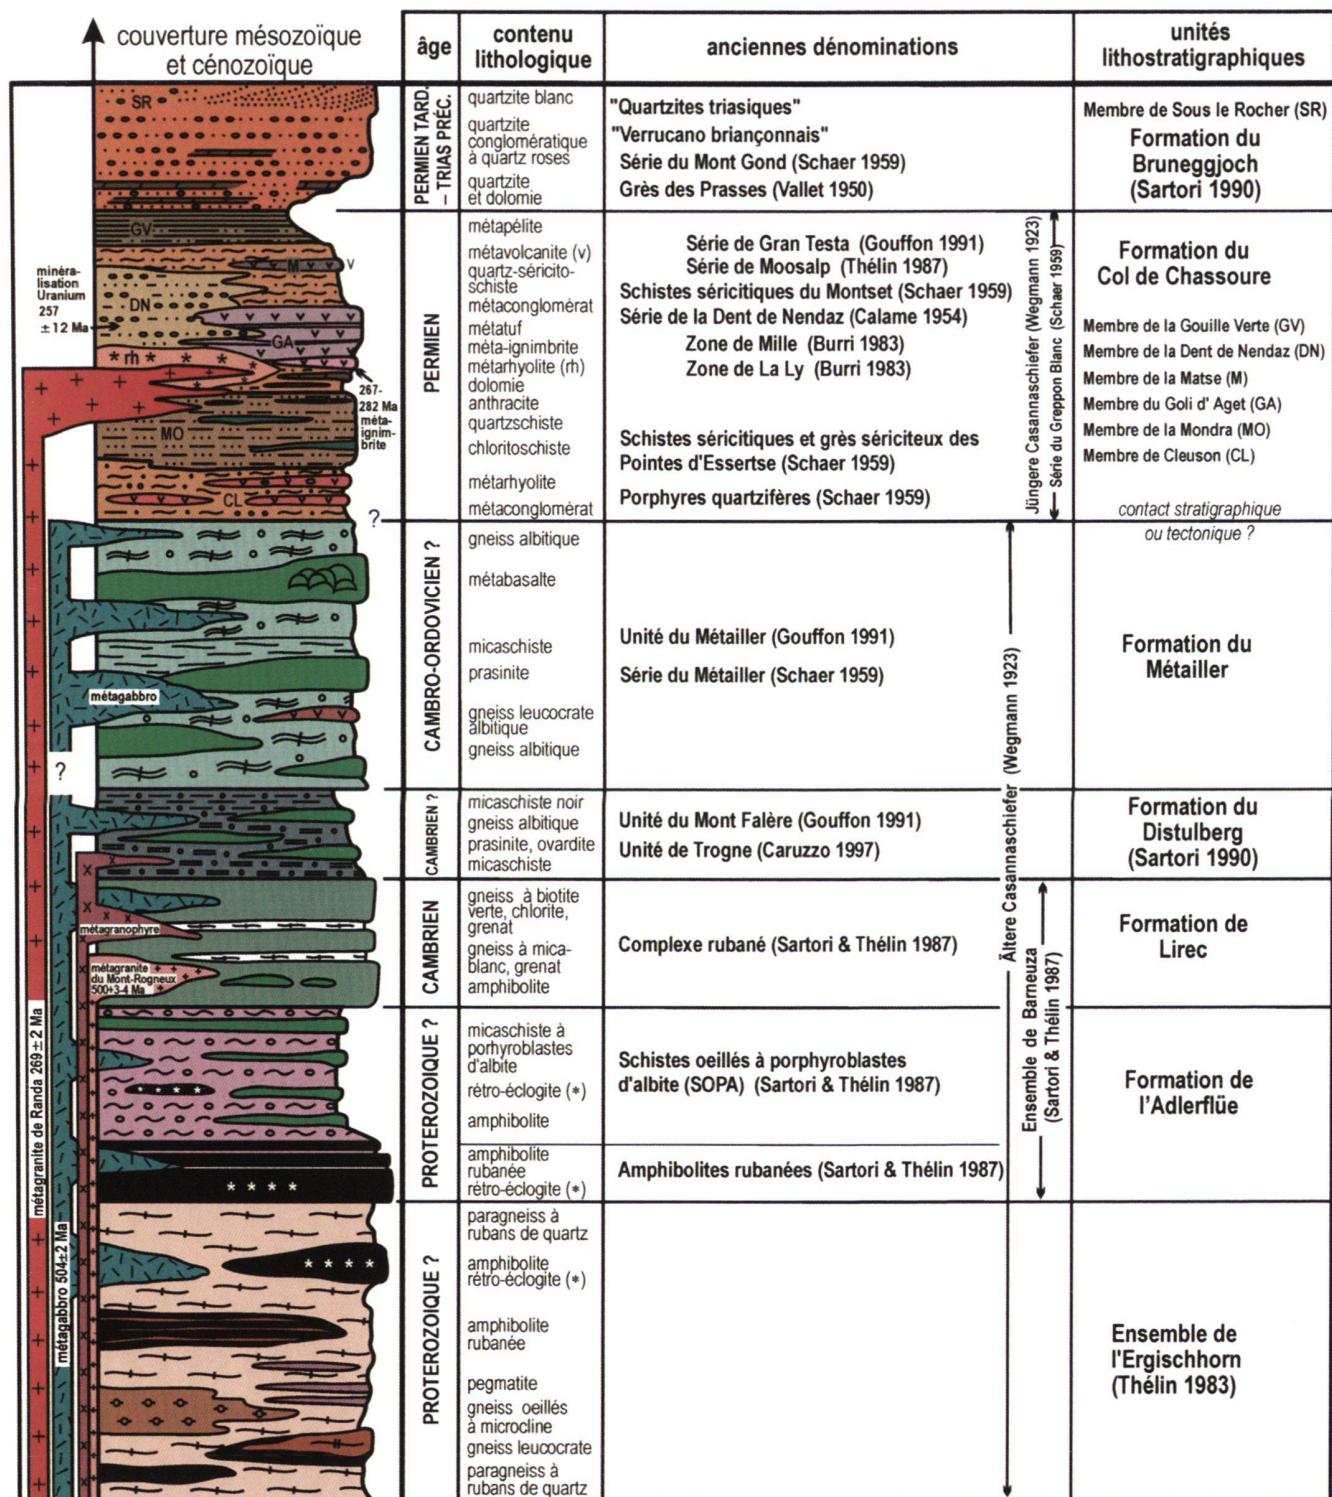 couverture mésozoïque
et cénozoïque
âge
contenu
lithologique
anciennes dénominations
unités
lithostratigraphiques
SR
PERMIEN TARD.
– TRIAS PRÉC.
quartzite blanc
quartzite
conglomératique
à quartz roses
quartzite
et dolomie
"Quartzites triasiques"
"Verrucano briançonnais"
Série du Mont Gond (Schaer 1959)
Grès des Prasses (Vallet 1950)
Membre de Sous le Rocher (SR)
Formation du
Bruneggjoch
(Sartori 1990)
GV
M
V
DN
GA
* rh * * *
MO
CL
?
minéra-
lisation
Uranium
257
±12 Ma
267-
282 Ma
méta-
ignim-
brite
PERMIEN
métapélite
métavolcanite (v)
quartz-séricito-
schiste
métaconglomérat
métatuf
méta-ignimbrite
métarhyolite (rh)
dolomie
anthracite
quartzschiste
chloritoschiste
métarhyolite
métaconglomérat
Série de Gran Testa (Gouffon 1991)
Série de Moosalp (Thélin 1987)
Schistes séricitiques du Montset (Schaer 1959)
Série de la Dent de Nendaz (Calame 1954)
Zone de Mille (Burri 1983)
Zone de La Ly (Burri 1983)
Schistes séricitiques et grès sériciteux des
Pointes d'Essertse (Schaer 1959)
Porphyres quartzifères (Schaer 1959)
Jüngere Casannaschiefer (Wegmann 1923)
Série du Greppon Blanc (Schaer 1959)
Formation du
Col de Chassoure
Membre de la Gouille Verte (GV)
Membre de la Dent de Nendaz (DN)
Membre de la Matse (M)
Membre du Goli d' Aget (GA)
Membre de la Mondra (MO)
Membre de Cleuson (CL)
contact stratigraphique
ou tectonique ?
métagabbro
?
CAMBRO-ORDOVICIEN ?
gneiss albitique
métabasalte
micaschiste
prasinite
gneiss leucocrate
albitique
gneiss albitique
Unité du Métailler (Gouffon 1991)
Série du Métailler (Schaer 1959)
Ältere Casannaschiefer (Wegmann 1923)
Formation du
Métailler
CAMBRIEN ?
micaschiste noir
gneiss albitique
prasinite, ovardite
micaschiste
Unité du Mont Falère (Gouffon 1991)
Unité de Trogne (Caruzzo 1997)
Formation du
Distulberg
(Sartori 1990)
métagranophyre
métagranite
du Mont-Rogneux
500+3-4 Ma
CAMBRIEN
gneiss à biotite
verte, chlorite,
grenat
gneiss à mica-
blanc, grenat
amphibolite
Complexe rubané (Sartori & Thélin 1987)
Ensemble de Barneuza
(Sartori & Thélin 1987)
Formation de
Lirec
métagranite de Randa 269±2 Ma
métagabbro 504±2 Ma
PROTEROZOIQUE ?
micaschiste à
porhyroblastes
d'albite
rétro-éclogite (*)
amphibolite
amphibolite
rubanée
rétro-éclogite (*)
Schistes oeillés à porphyroblastes
d'albite (SOPA) (Sartori & Thélin 1987)
Amphibolites rubanées (Sartori & Thélin 1987)
Formation de
l'Adlerflüe
PROTEROZOIQUE ?
paragneiss à
rubans de quartz
amphibolite
rétro-éclogite (*)
amphibolite
rubanée
pegmatite
gneiss oeillés
à microcline
gneiss leucocrate
paragneiss à
rubans de quartz
Ensemble de
l'Ergischhorn
(Thélin 1983)